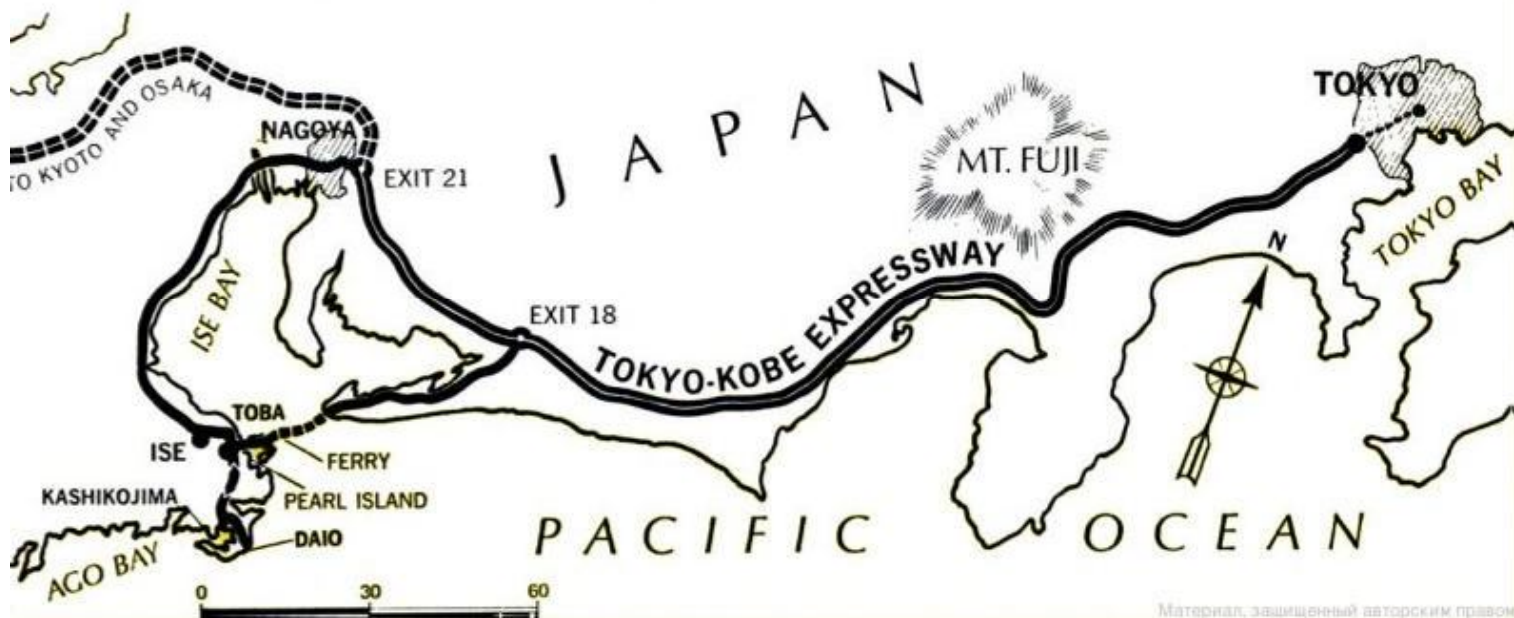 JAPAN
TOKYO
NAGOYA
TO KYOTO AND OSAKA
MT. FUJI
EXIT 21
TOKYO BAY
N
TOKYO-KOBE EXPRESSWAY
ISE BAY
EXIT 18
TOBA
ISE
FERRY
KASHIKOJIMA
PEARL ISLAND
PACIFIC OCEAN
DAIO
AGO BAY
0 30 60
Материал, защищенный авторским правом